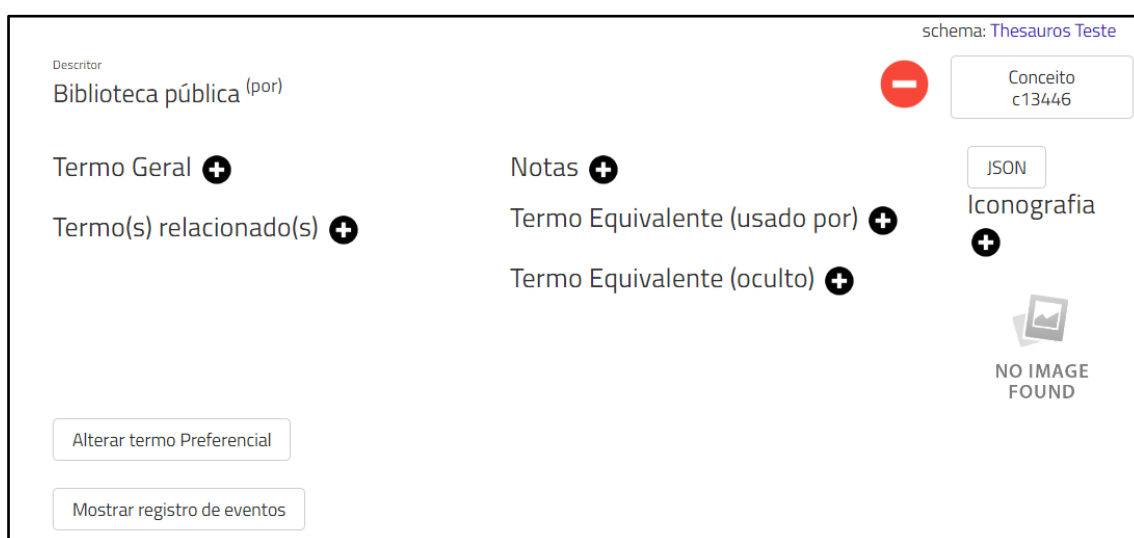 schema: Thesauros Teste
Descritor
Biblioteca pública (por)
Conceito
c13446
Termo Geral
Termo(s) relacionado(s)
Notas
Termo Equivalente (usado por)
Termo Equivalente (oculto)
JSON
Iconografia
NO IMAGE
FOUND
Alterar termo Preferencial
Mostrar registro de eventos